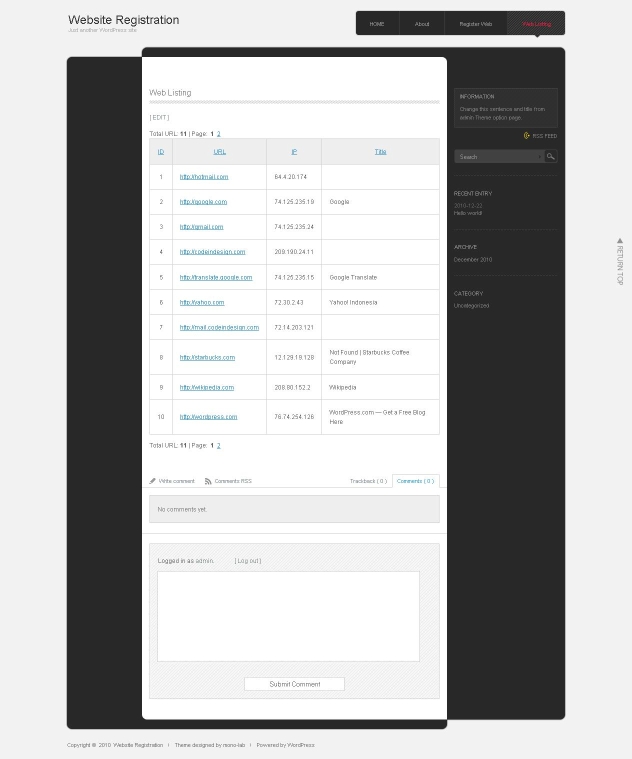 Website Registration
Just another WordPress site
HOME
About
Register Web
Web Listing
Web Listing
[ EDIT ]
Total URL: 11 | Page: 1 2
ID URL IP Title
1 http://hotmail.com 64.4.20.174
2 http://google.com 74.125.235.19 Google
3 http://gmail.com 74.125.235.24
4 http://codeindesign.com 209.190.24.11
5 http://translate.google.com 74.125.235.15 Google Translate
6 http://yahoo.com 72.30.2.43 Yahoo! Indonesia
7 http://mail.codeindesign.com 72.14.203.121
8 http://starbucks.com 12.129.19.128 Not Found | Starbucks Coffee
Company
9 http://wikipedia.com 208.80.152.2 Wikipedia
10 http://wordpress.com 76.74.254.126 WordPress.com — Get a Free Blog
Here
Total URL: 11 | Page: 1 2
Write comment
Comments RSS
Trackback ( 0 )
Comments ( 0 )
No comments yet.
Logged in as admin. [ Log out ]
Submit Comment
INFORMATION
Change this sentence and title from
admin Theme option page.
RSS FEED
Search
RECENT ENTRY
2010-12-22
Hello world!
ARCHIVE
December 2010
CATEGORY
Uncategorized
RETURN TOP
Copyright © 2010 Website Registration | Theme designed by mono-lab | Powered by WordPress